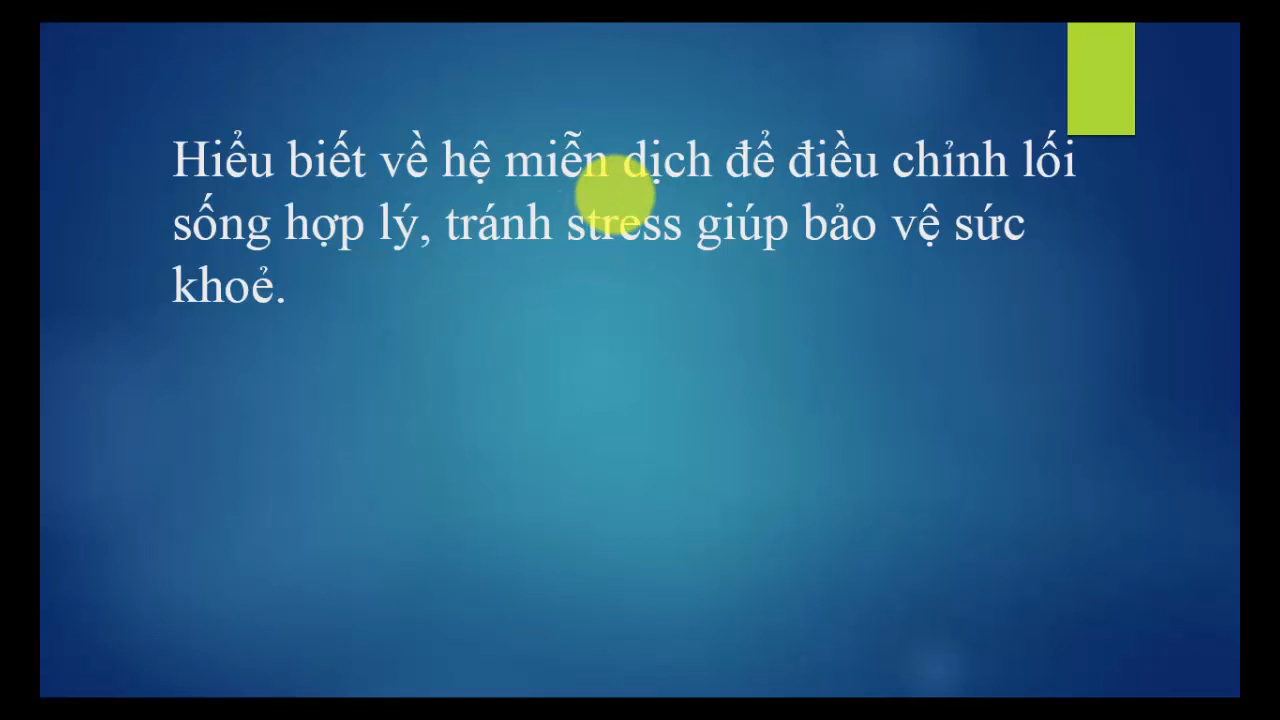 Hiểu biết về hệ miễn dịch để điều chỉnh lối
sống hợp lý, tránh stress giúp bảo vệ sức
khoẻ.